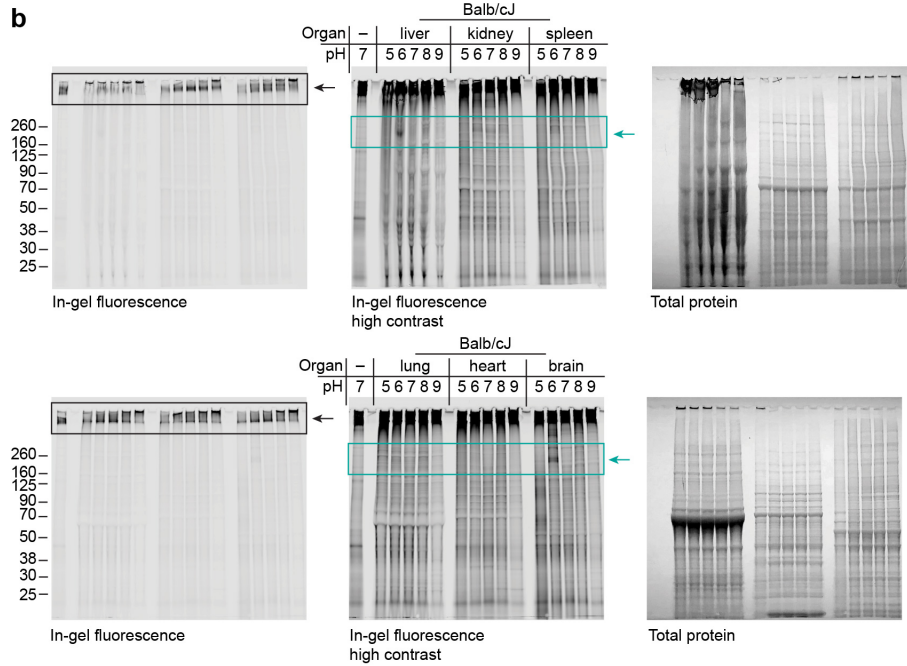 b
Balb/cJ
Organ – liver kidney spleen
pH 7 5 6 7 8 9 5 6 7 8 9 5 6 7 8 9
260
160
125
90
70
50
38
30
25
In-gel fluorescence
In-gel fluorescence
high contrast
Total protein
Balb/cJ
Organ – lung heart brain
pH 7 5 6 7 8 9 5 6 7 8 9 5 6 7 8 9
260
160
125
90
70
50
38
30
25
In-gel fluorescence
In-gel fluorescence
high contrast
Total protein